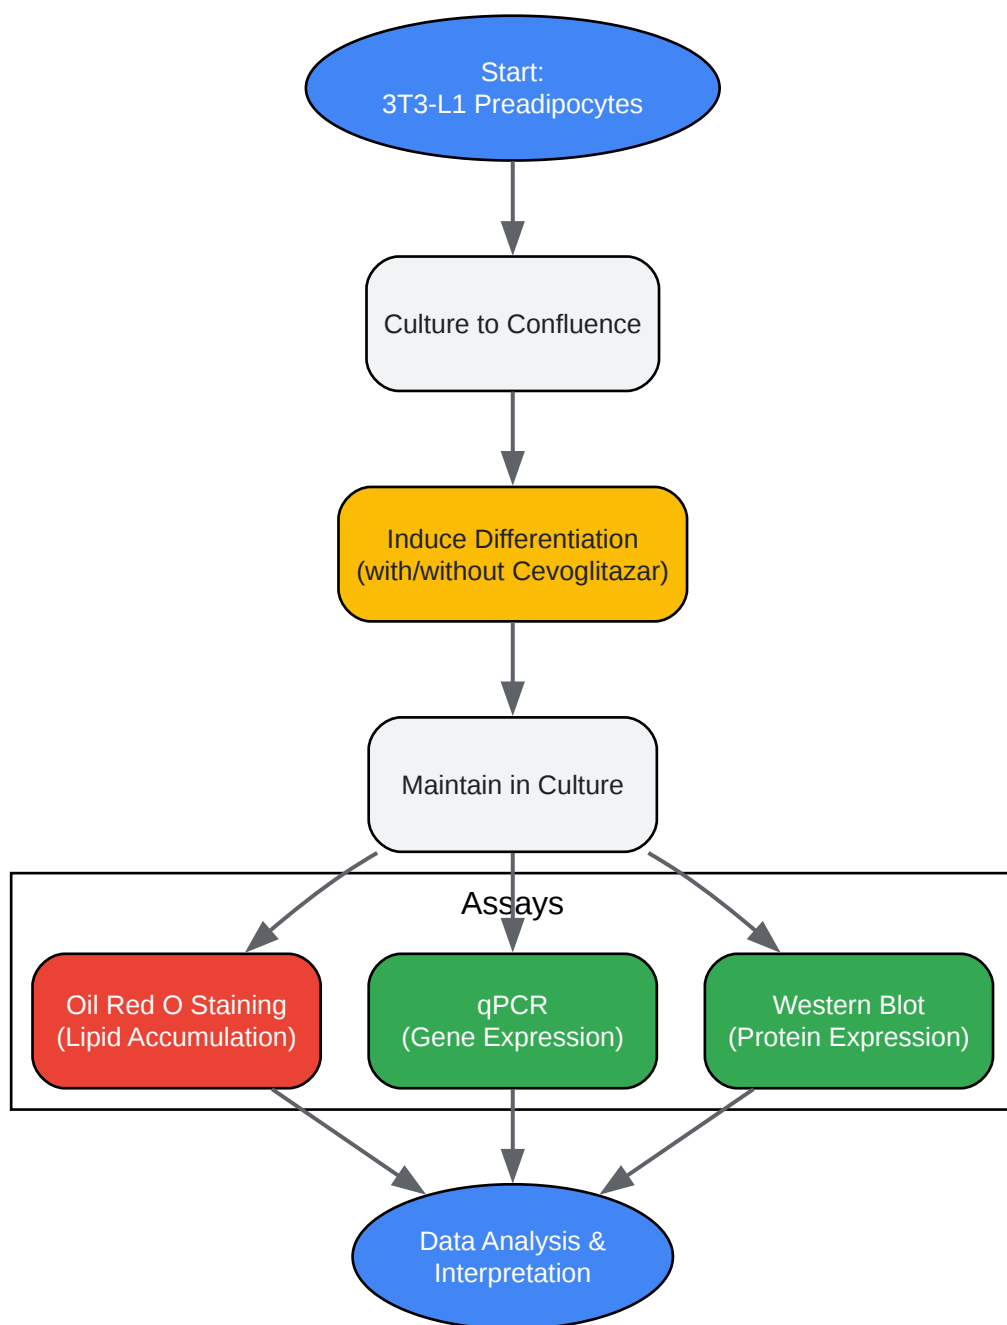 Start:
3T3-L1 Preadipocytes
Culture to Confluence
Induce Differentiation
(with/without Cevoglitazar)
Maintain in Culture
Assays
Oil Red O Staining
(Lipid Accumulation)
qPCR
(Gene Expression)
Western Blot
(Protein Expression)
Data Analysis &
Interpretation